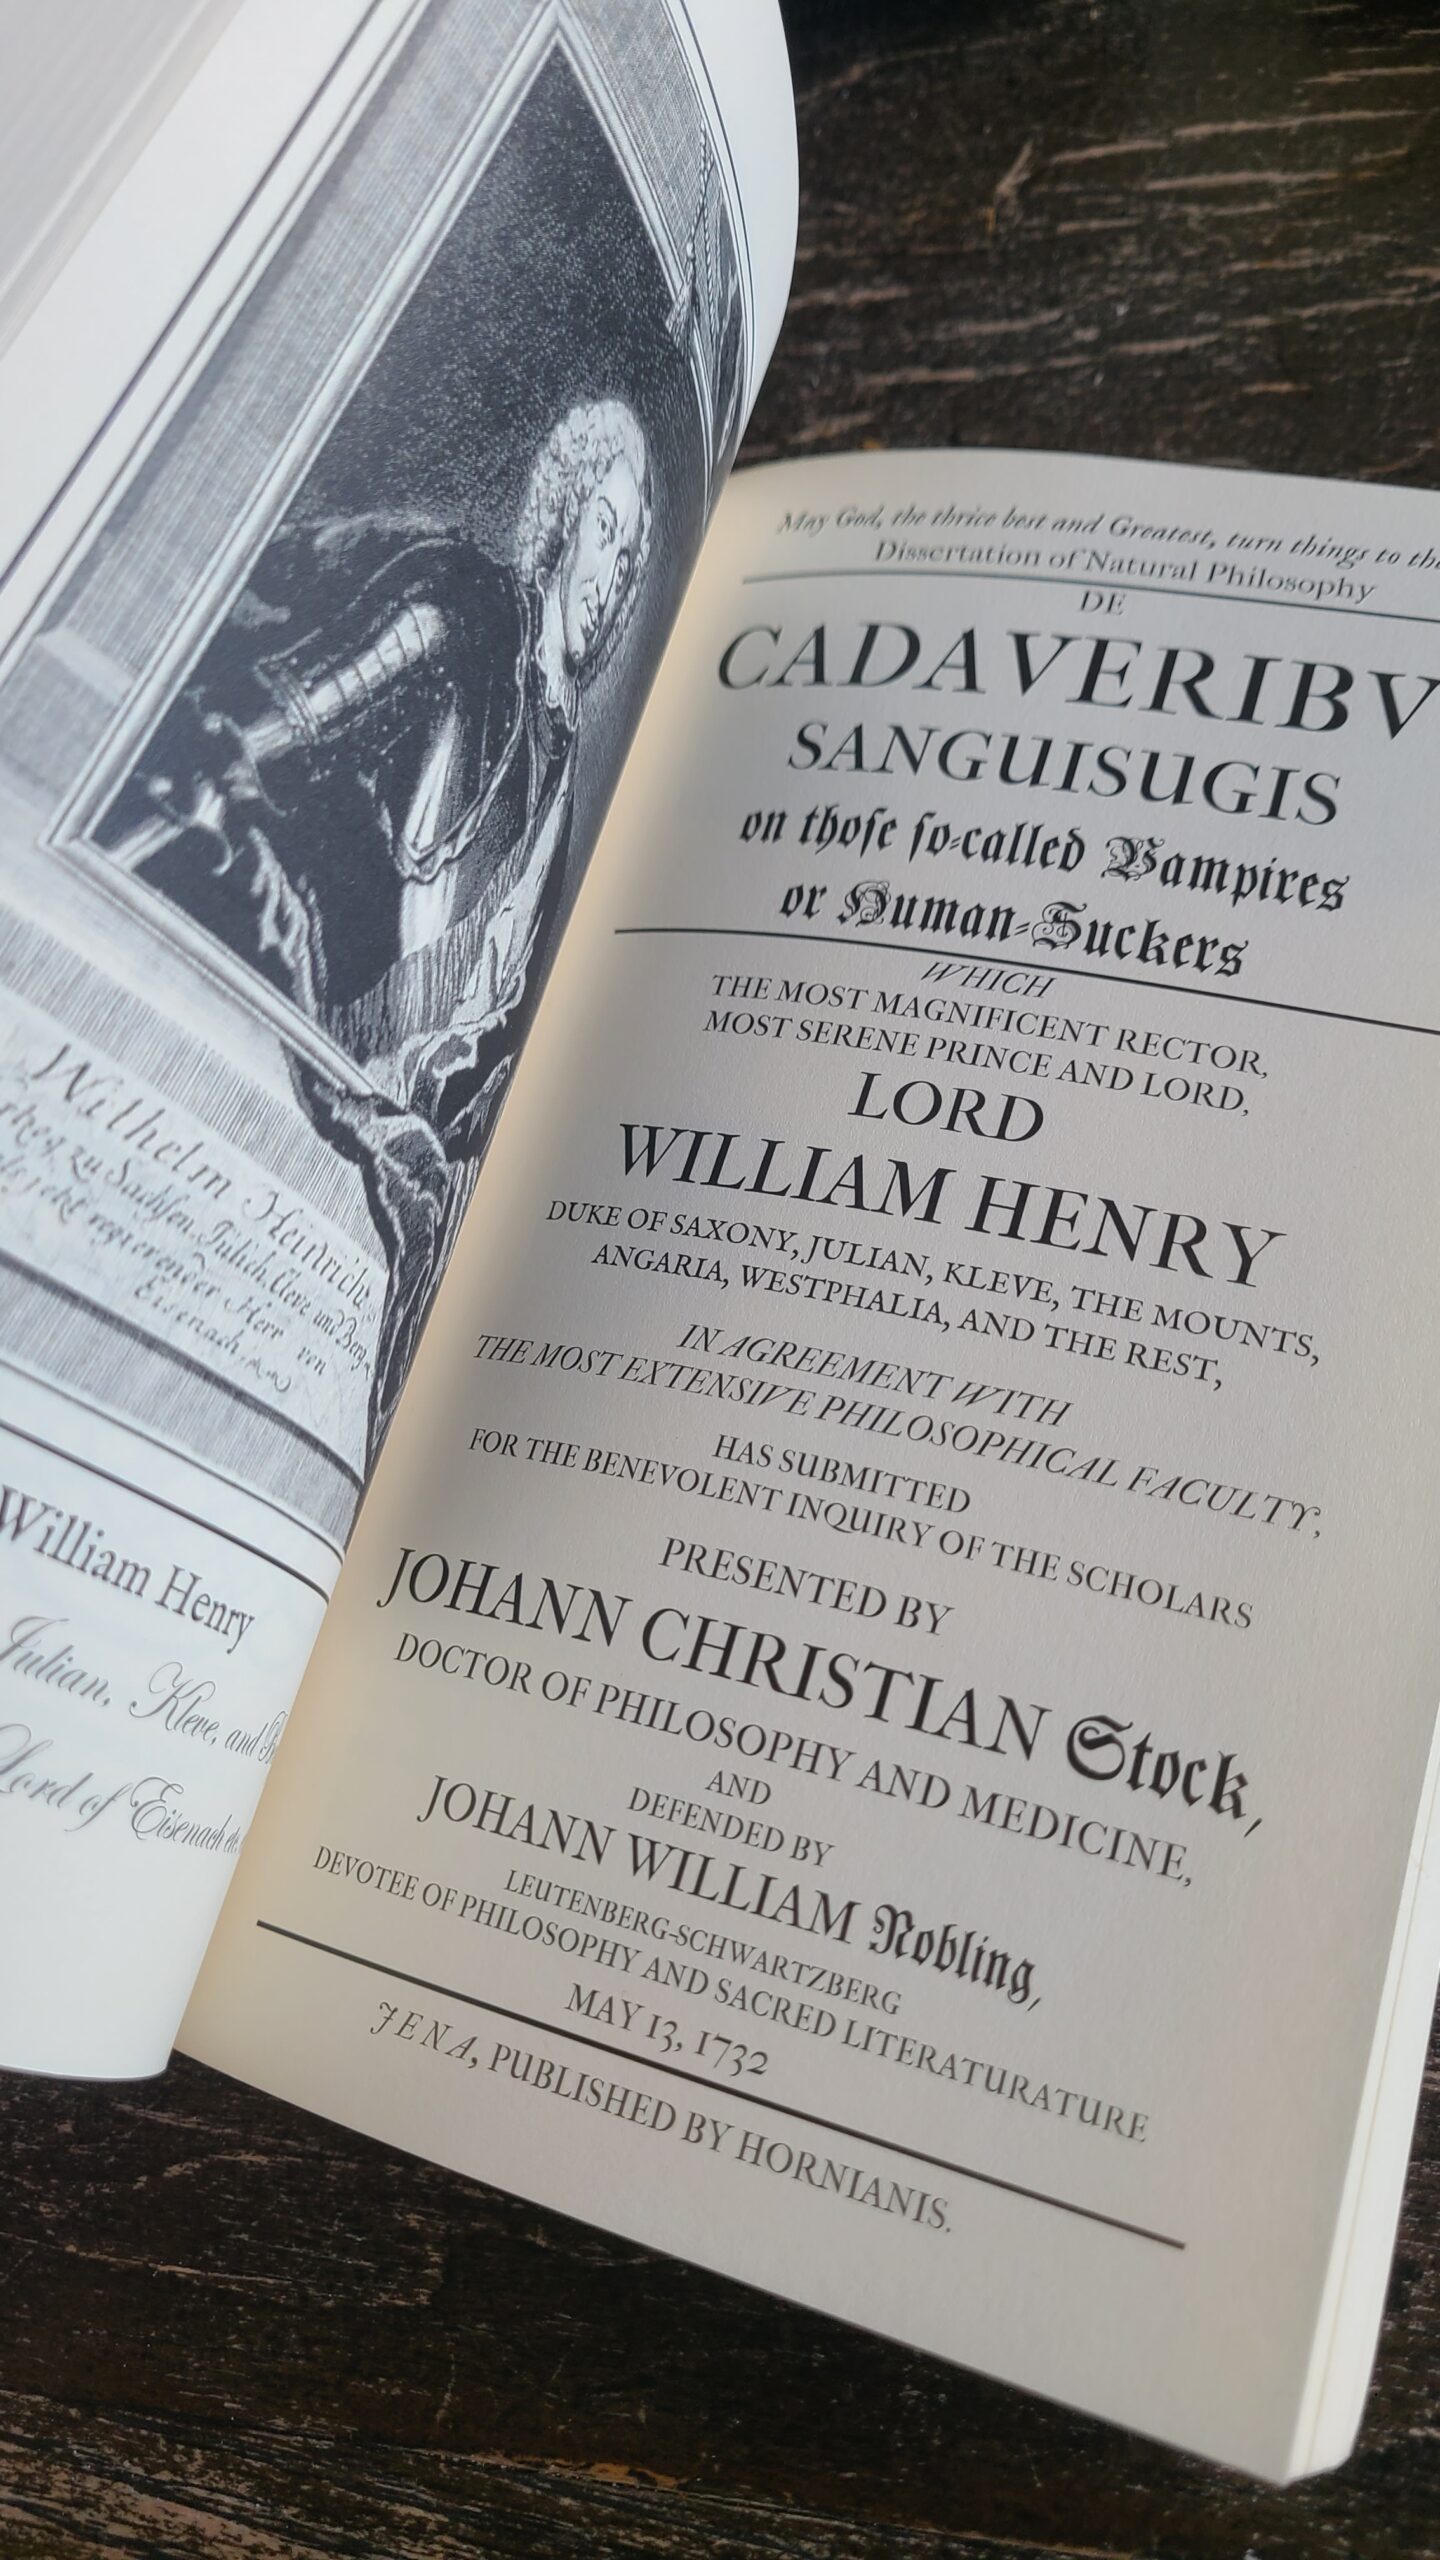 Wilhelm Heinrich
zu Sachsen, Jülich, Cleve und Berg
jetzt regierender Herr von
Eisenach
William Henry
Julian, Kleve, and
Lord of Eisenach etc.
May God, the thrice best and Greatest, turn things to the
Dissertation of Natural Philosophy
DE
CADAVERIBV
SANGUISUGIS
on thoſe ſo-called Vampires
or Human-Suckers
WHICH
THE MOST MAGNIFICENT RECTOR,
MOST SERENE PRINCE AND LORD,
LORD
WILLIAM HENRY
DUKE OF SAXONY, JULIAN, KLEVE, THE MOUNTS,
ANGARIA, WESTPHALIA, AND THE REST,
IN AGREEMENT WITH
THE MOST EXTENSIVE PHILOSOPHICAL FACULTY,
HAS SUBMITTED
FOR THE BENEVOLENT INQUIRY OF THE SCHOLARS
PRESENTED BY
JOHANN CHRISTIAN Stock,
DOCTOR OF PHILOSOPHY AND MEDICINE,
AND
DEFENDED BY
JOHANN WILLIAM Nobling,
LEUTENBERG-SCHWARTZBERG
DEVOTEE OF PHILOSOPHY AND SACRED LITERATURATURE
MAY 13, 1732
JENA, PUBLISHED BY HORNIANIS.